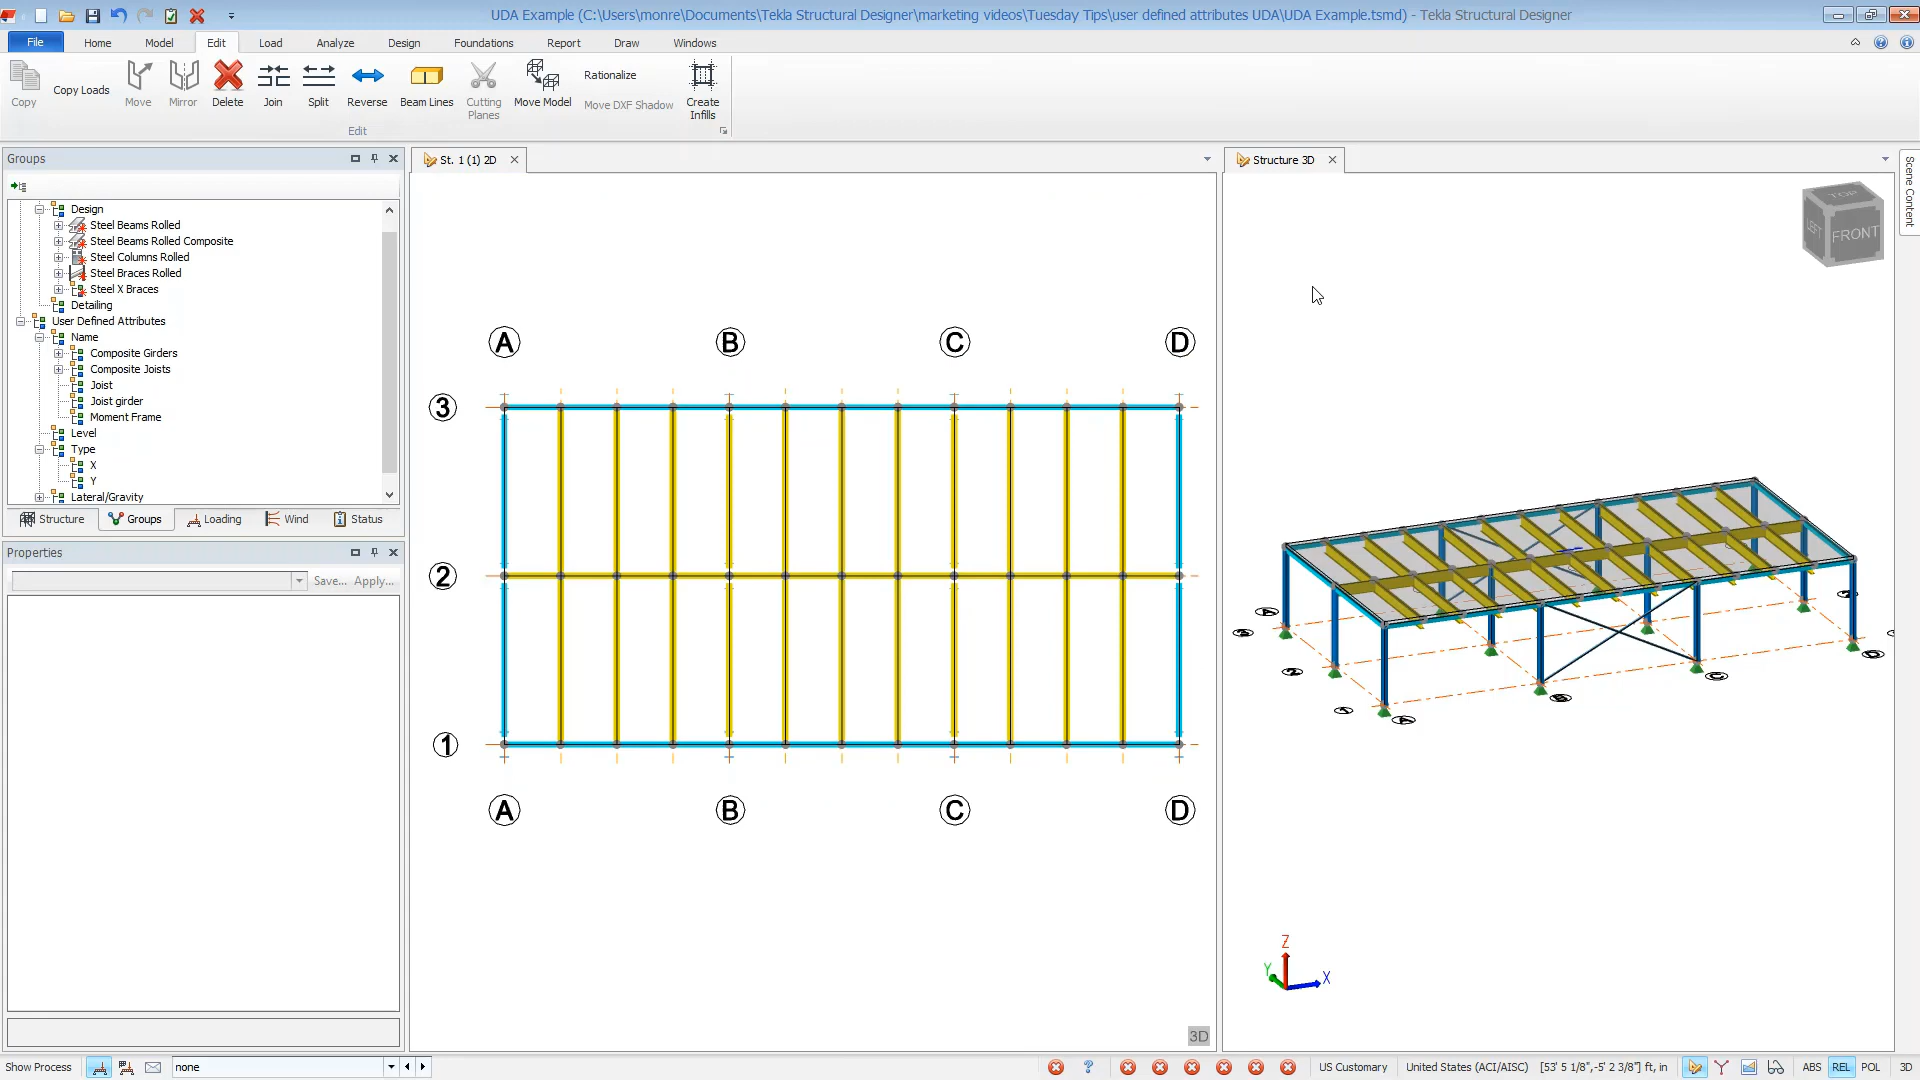 UDA Example (C:\Users\monre\Documents\Tekla Structural Designer\marketing videos\Tuesday Tips\user defined attributes UDA\UDA Example.tsmd) - Tekla Structural Designer
File
Home
Model
Edit
Load
Analyze
Design
Foundations
Report
Draw
Windows
Copy
Copy Loads
Move
Mirror
Delete
Join
Split
Reverse
Beam Lines
Cutting
Planes
Move Model
Rationalize
Move DXF Shadow
Create
Infills
Edit
Groups
Design
Steel Beams Rolled
Steel Beams Rolled Composite
Steel Columns Rolled
Steel Braces Rolled
Steel X Braces
Detailing
User Defined Attributes
Name
Composite Girders
Composite Joists
Joist
Joist girder
Moment Frame
Level
Type
X
Y
Lateral/Gravity
Structure
Groups
Loading
Wind
Status
Properties
Save...
Apply...
St. 1 (1) 2D
A
B
C
D
3
2
1
A
B
C
D
3D
Structure 3D
TOP
LEFT
FRONT
A
3
2
1
A
B
C
D
Z
Y
X
Scene Content
Show Process
none
US Customary
United States (ACI/AISC)
[53' 5 1/8",-5' 2 3/8"] ft, in
ABS
REL
POL
3D